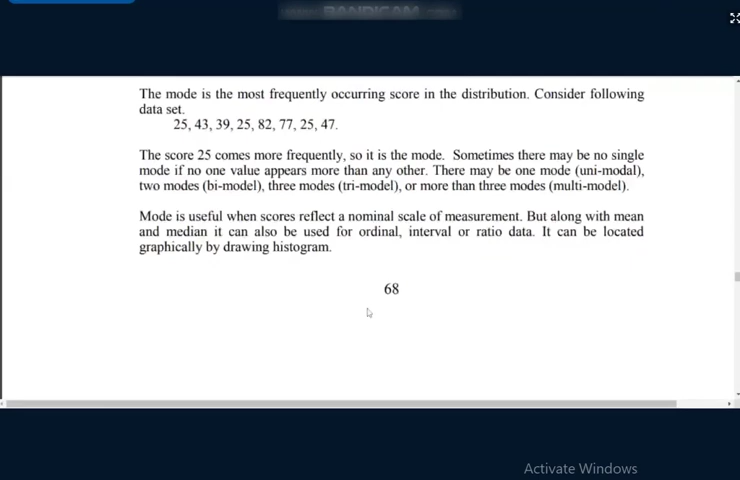 BANDICAM
The mode is the most frequently occurring score in the distribution. Consider following
data set.
25, 43, 39, 25, 82, 77, 25, 47.
The score 25 comes more frequently, so it is the mode. Sometimes there may be no single
mode if no one value appears more than any other. There may be one mode (uni-modal),
two modes (bi-model), three modes (tri-model), or more than three modes (multi-model).
Mode is useful when scores reflect a nominal scale of measurement. But along with mean
and median it can also be used for ordinal, interval or ratio data. It can be located
graphically by drawing histogram.
68
Activate Windows